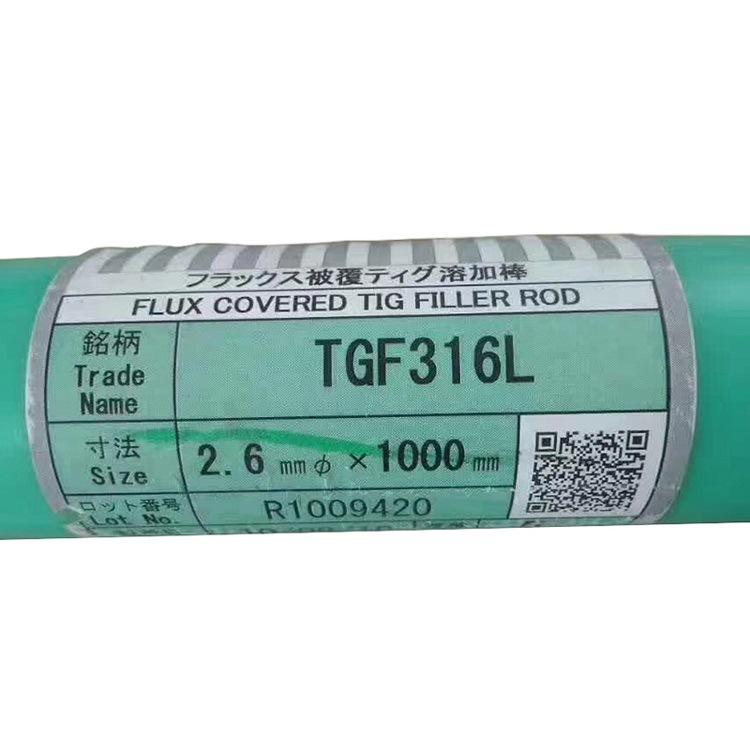 フラックス被覆ティグ溶加棒
FLUX COVERED TIG FILLER ROD
銘柄
Trade
Name
TGF316L
寸法
Size
2.6 mmφ ×1000 mm
ロット番号
Lot No.
R1009420